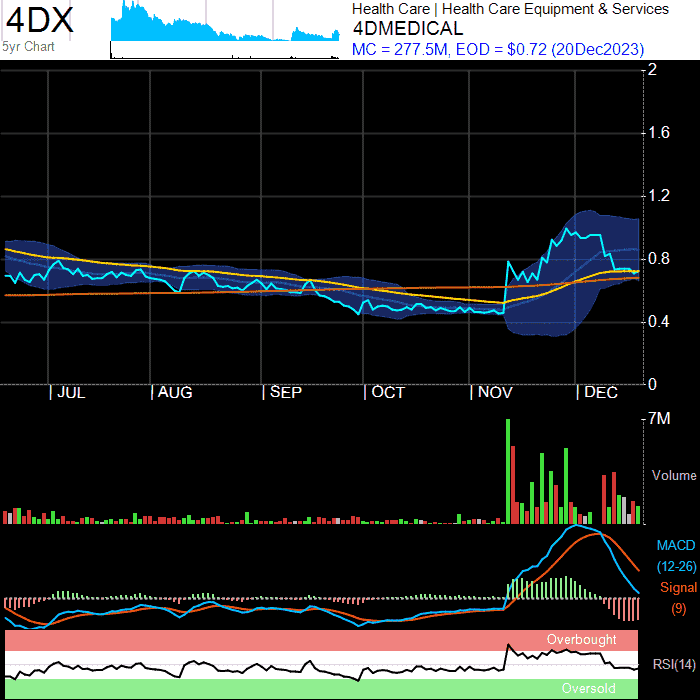 4DX
5yr Chart
Health Care | Health Care Equipment & Services
4DMEDICAL
MC = 277.5M, EOD = $0.72 (20Dec2023)
2
1.6
1.2
0.8
0.4
0
| JUL | AUG | SEP | OCT | NOV | DEC
7M
Volume
MACD
(12-26)
Signal
(9)
Overbought
RSI(14)
Oversold